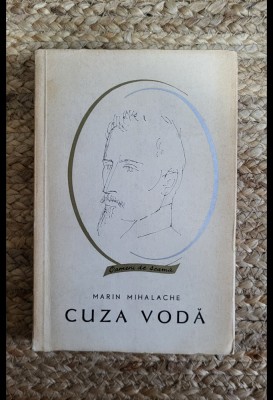 Oameni de seamă
MARIN MIHALACHE
CUZA VODĂ